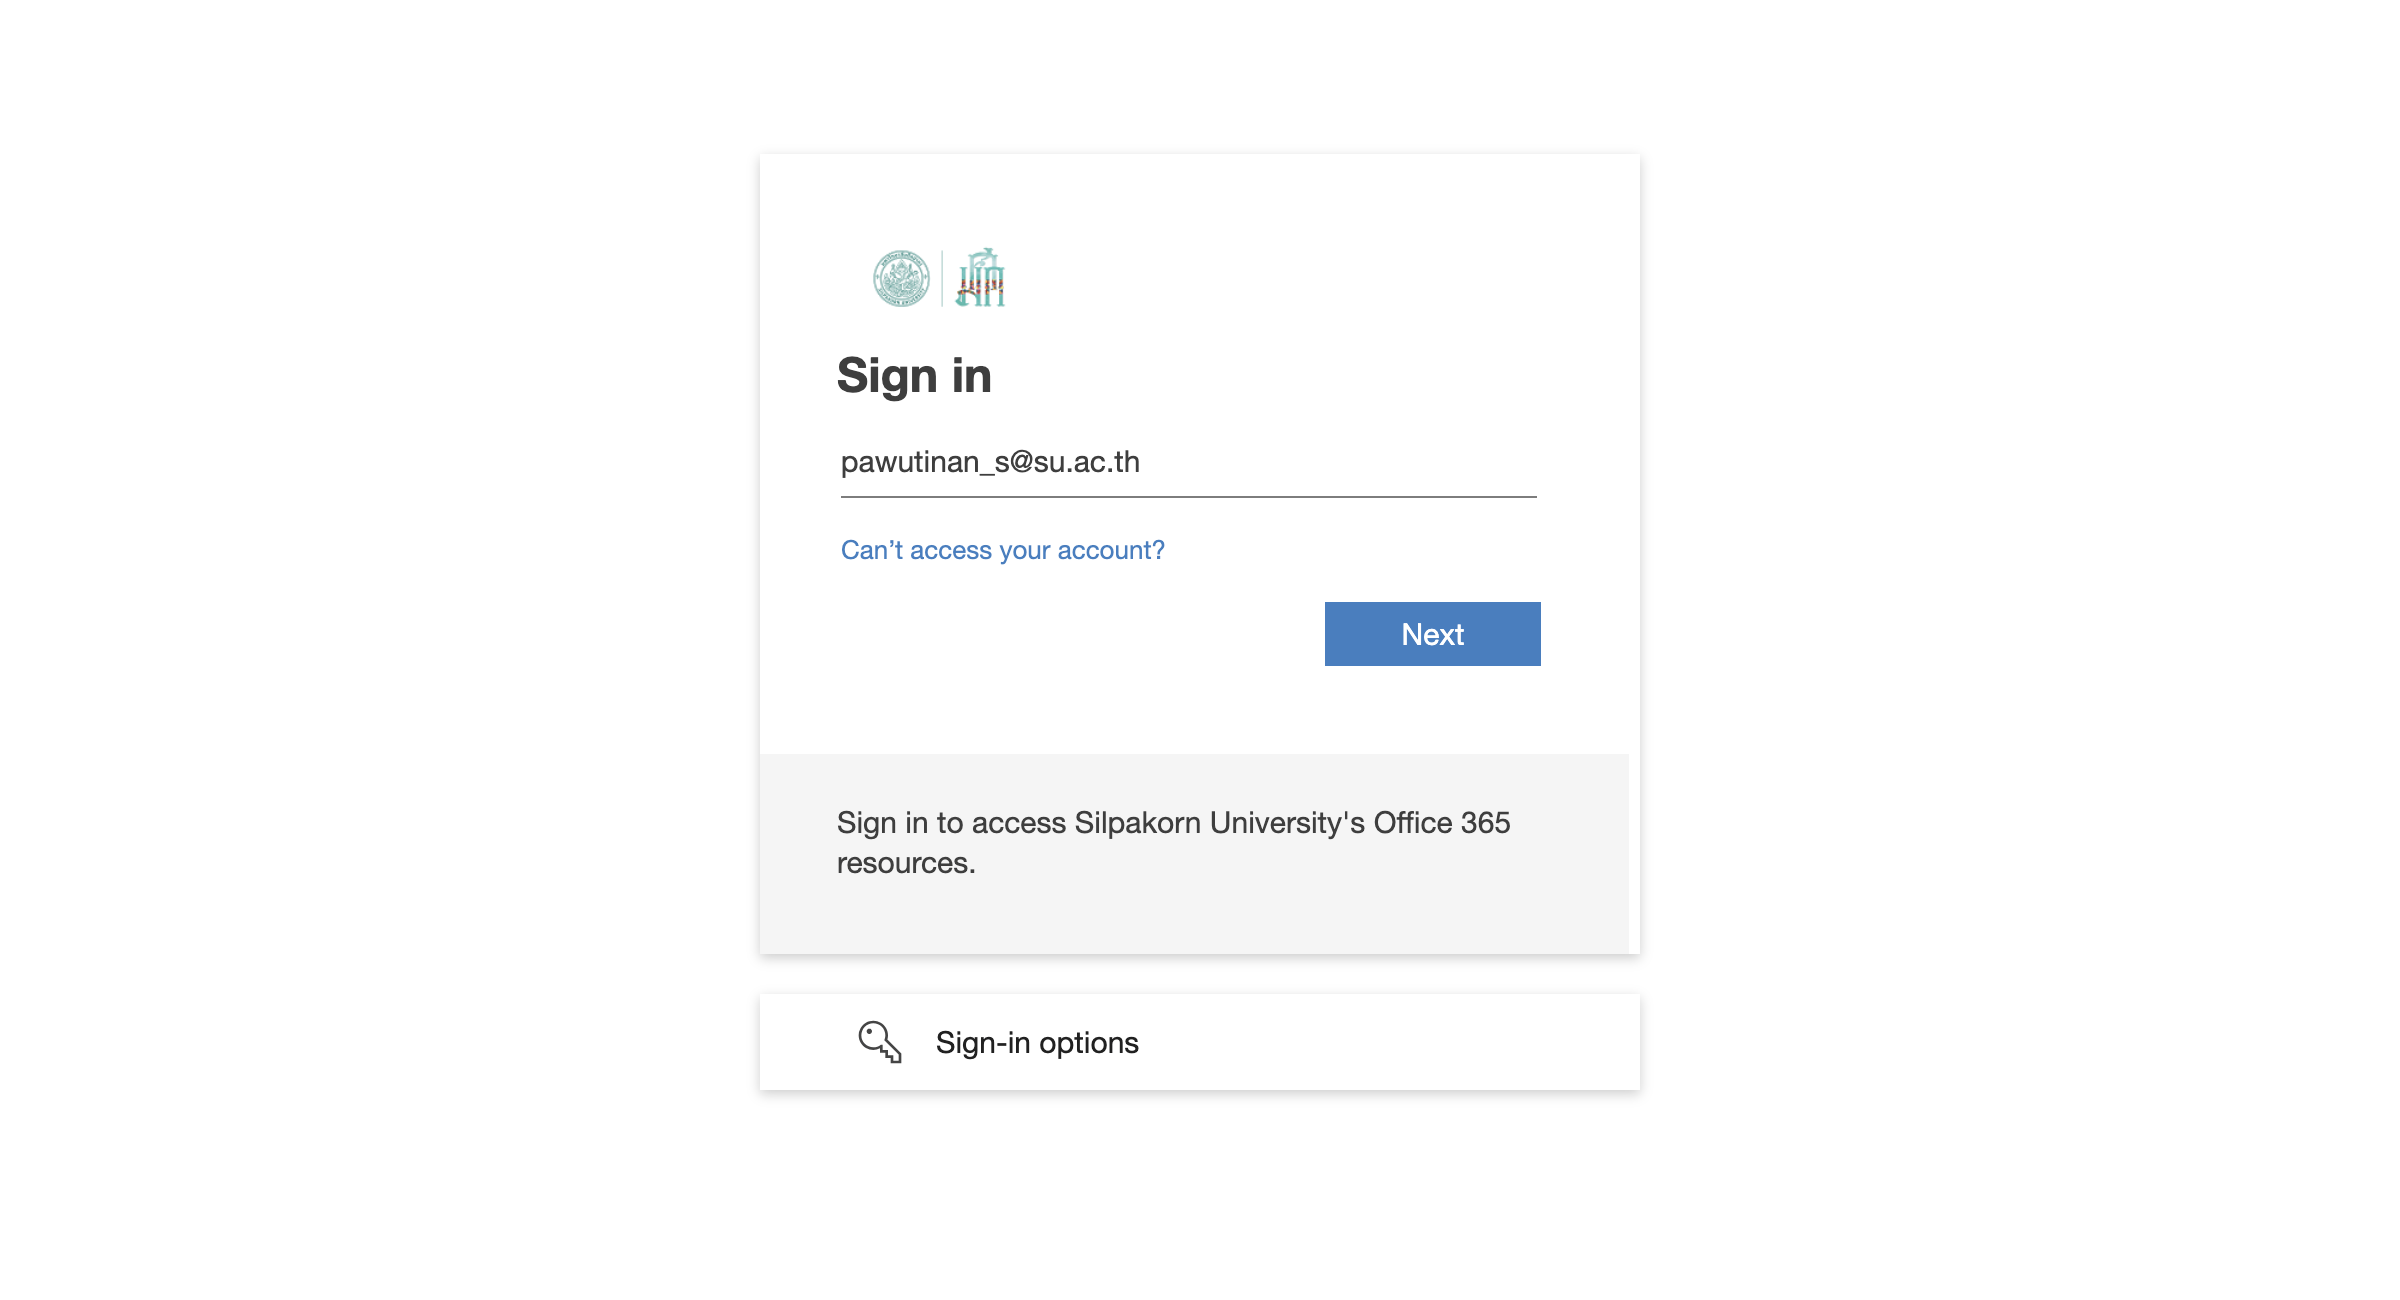 Sign in
pawutinan_s@su.ac.th
Can’t access your account?
Next
Sign in to access Silpakorn University's Office 365
resources.
Sign-in options